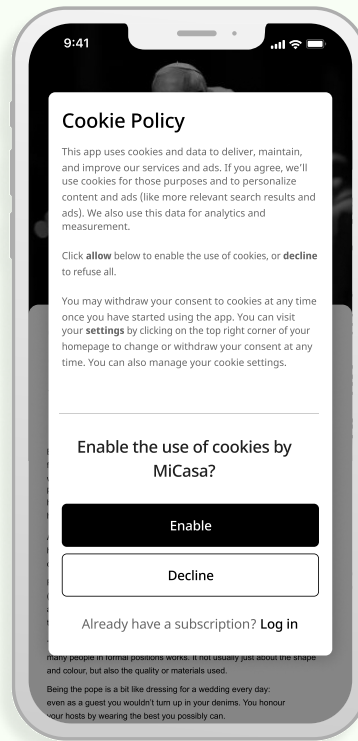 9:41
Cookie Policy
This app uses cookies and data to deliver, maintain,
and improve our services and ads. If you agree, we’ll
use cookies for those purposes and to personalize
content and ads (like more relevant search results and
ads). We also use this data for analytics and
measurement.
Click allow below to enable the use of cookies, or decline
to refuse all.
You may withdraw your consent to cookies at any time
once you have started using the app. You can visit
your settings by clicking on the top right corner of your
homepage to change or withdraw your consent at any
time. You can also manage your cookie settings.
Enable the use of cookies by
MiCasa?
Enable
Decline
Already have a subscription? Log in
many people in formal positions works. It not usually just about the shape
and colour, but also the quality or materials used.
Being the pope is a bit like dressing for a wedding every day:
even as a guest you wouldn’t turn up in your denims. You honour
your hosts by wearing the best you possibly can.